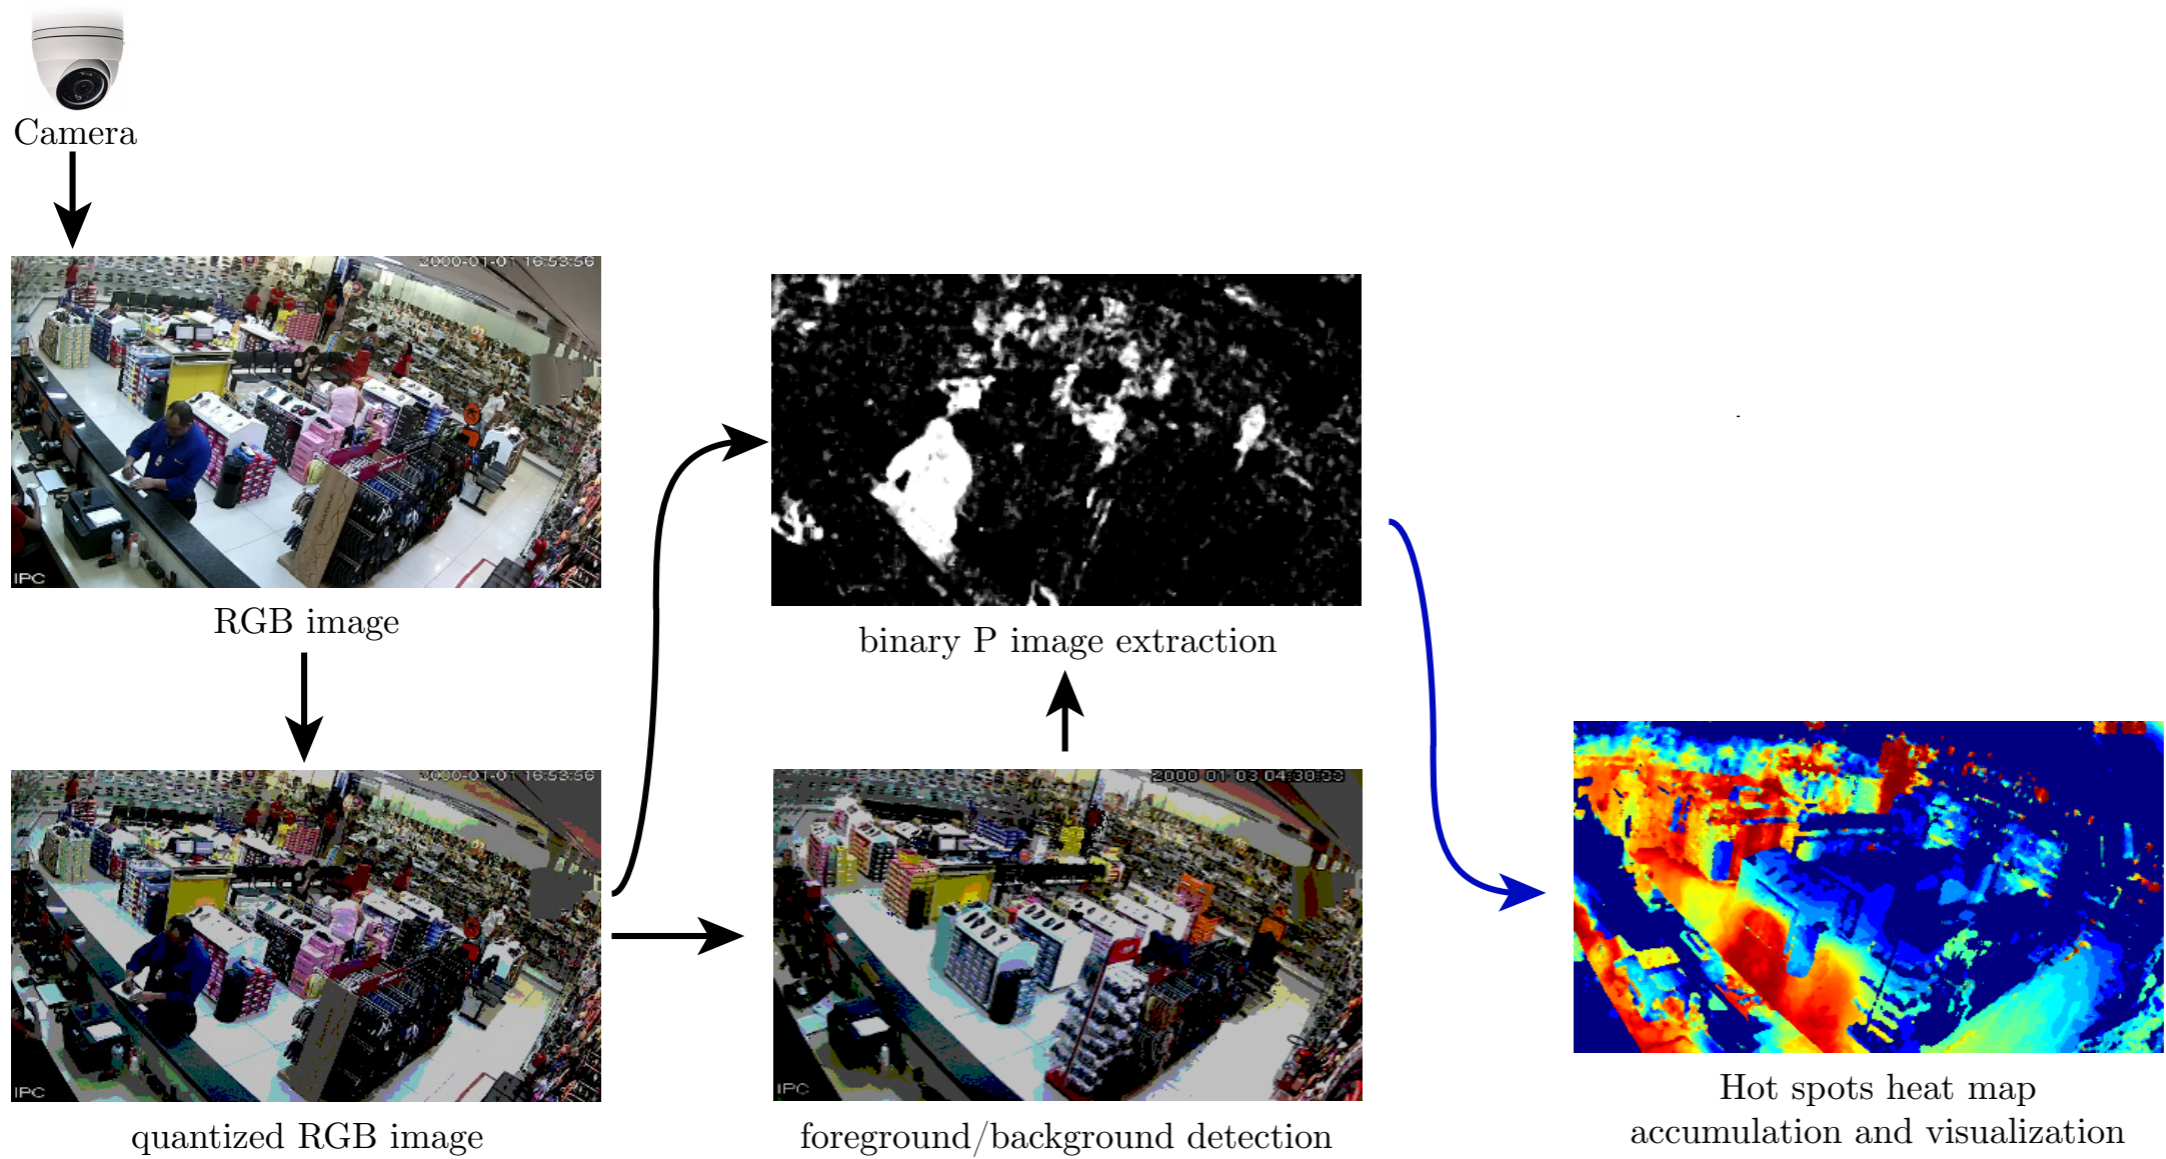 Camera
2000-01-01 16:53:56
IPC
RGB image
binary P image extraction
2000-01-01 16:53:56
IPC
quantized RGB image
2000 01 03 04:38:33
IPC
foreground/background detection
Hot spots heat map
accumulation and visualization